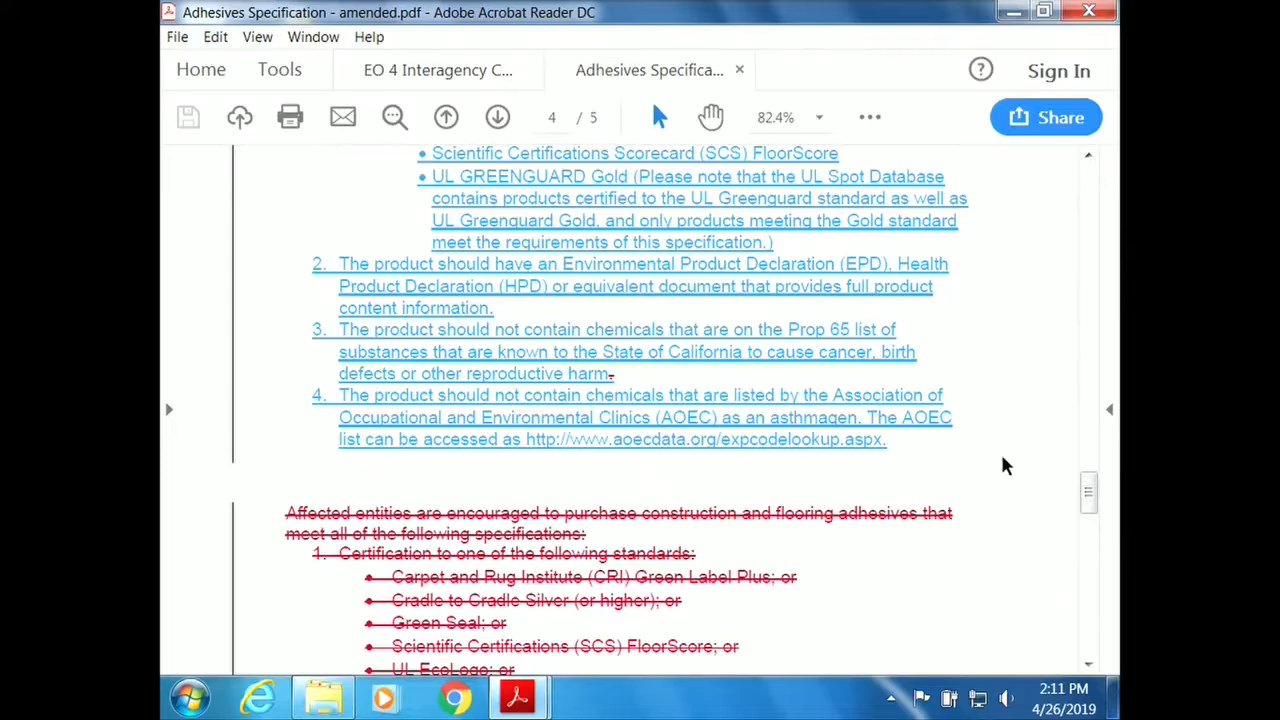 Adhesives Specification - amended.pdf - Adobe Acrobat Reader DC
File Edit View Window Help
Home Tools EO 4 Interagency C... Adhesives Specifica... × ? Sign In
4 / 5 82.4% Share
• Scientific Certifications Scorecard (SCS) FloorScore
• UL GREENGUARD Gold (Please note that the UL Spot Database
contains products certified to the UL Greenguard standard as well as
UL Greenguard Gold, and only products meeting the Gold standard
meet the requirements of this specification.)
2. The product should have an Environmental Product Declaration (EPD), Health
Product Declaration (HPD) or equivalent document that provides full product
content information.
3. The product should not contain chemicals that are on the Prop 65 list of
substances that are known to the State of California to cause cancer, birth
defects or other reproductive harm.
4. The product should not contain chemicals that are listed by the Association of
Occupational and Environmental Clinics (AOEC) as an asthmagen. The AOEC
list can be accessed as http://www.aoecdata.org/expcodelookup.aspx.
Affected entities are encouraged to purchase construction and flooring adhesives that
meet all of the following specifications:
1. Certification to one of the following standards:
• Carpet and Rug Institute (CRI) Green Label Plus; or
• Cradle to Cradle Silver (or higher); or
• Green Seal; or
• Scientific Certifications (SCS) FloorScore; or
• UL EcoLogo; or
2:11 PM
4/26/2019